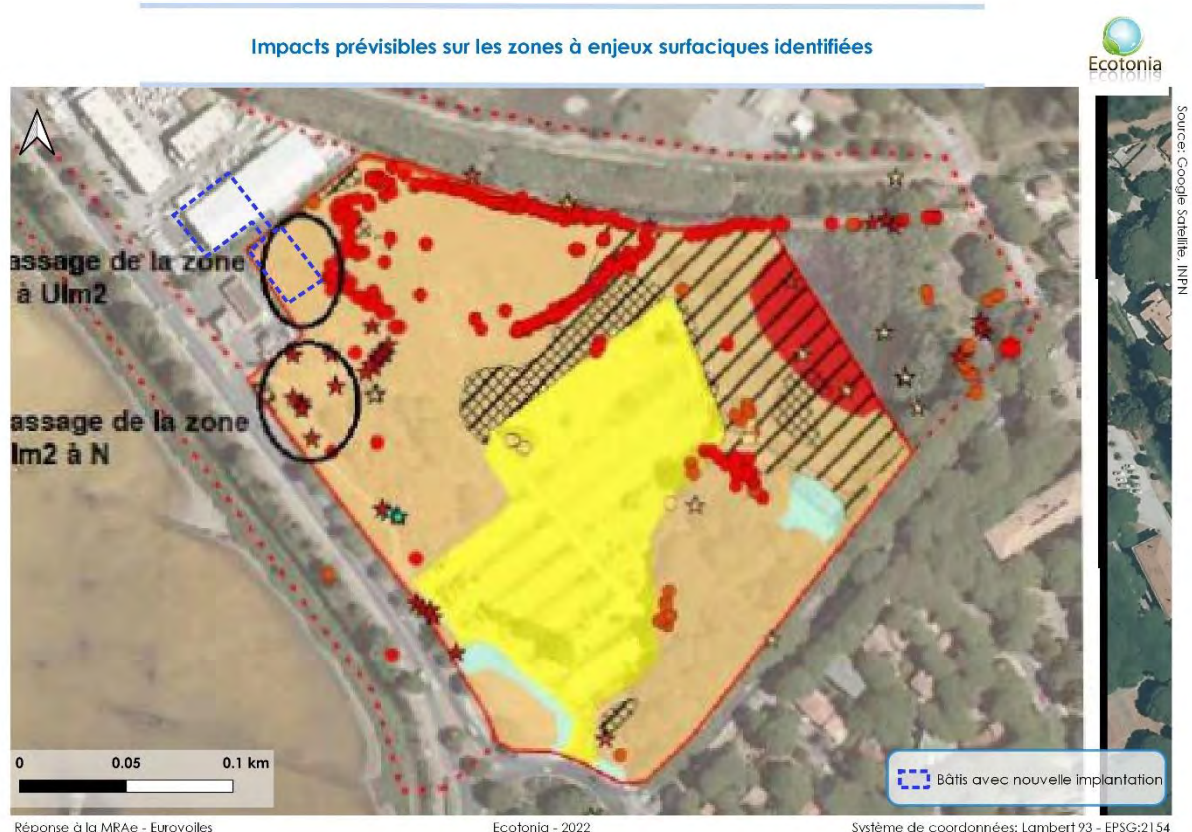 Impacts prévisibles sur les zones à enjeux surfaciques identifiées
Ecotonia
Source: Google Satellite, INPN
assage de la zone
à Ulm2
assage de la zone
lm2 à N
0 0.05 0.1 km
Bâtis avec nouvelle implantation
Réponse à la MRAe - Eurovoiles
Ecotonia - 2022
Système de coordonnées: Lambert 93 - EPSG:2154